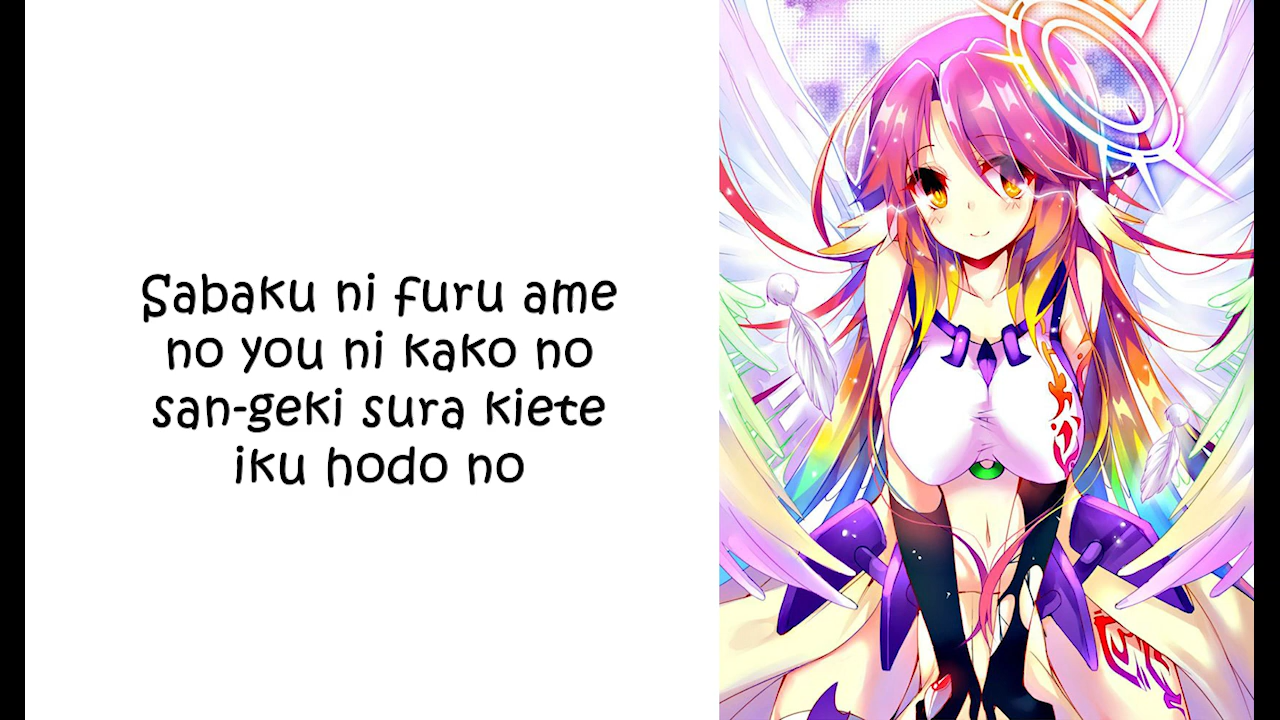 Sabaku ni furu ame
no you ni kako no
san-geki sura kiete
iku hodo no